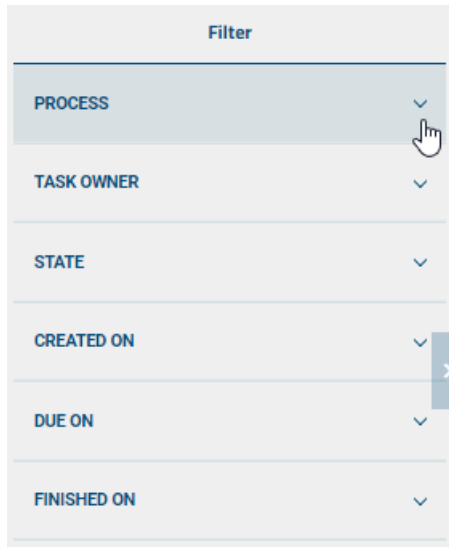 Filter
PROCESS
TASK OWNER
STATE
CREATED ON
DUE ON
FINISHED ON